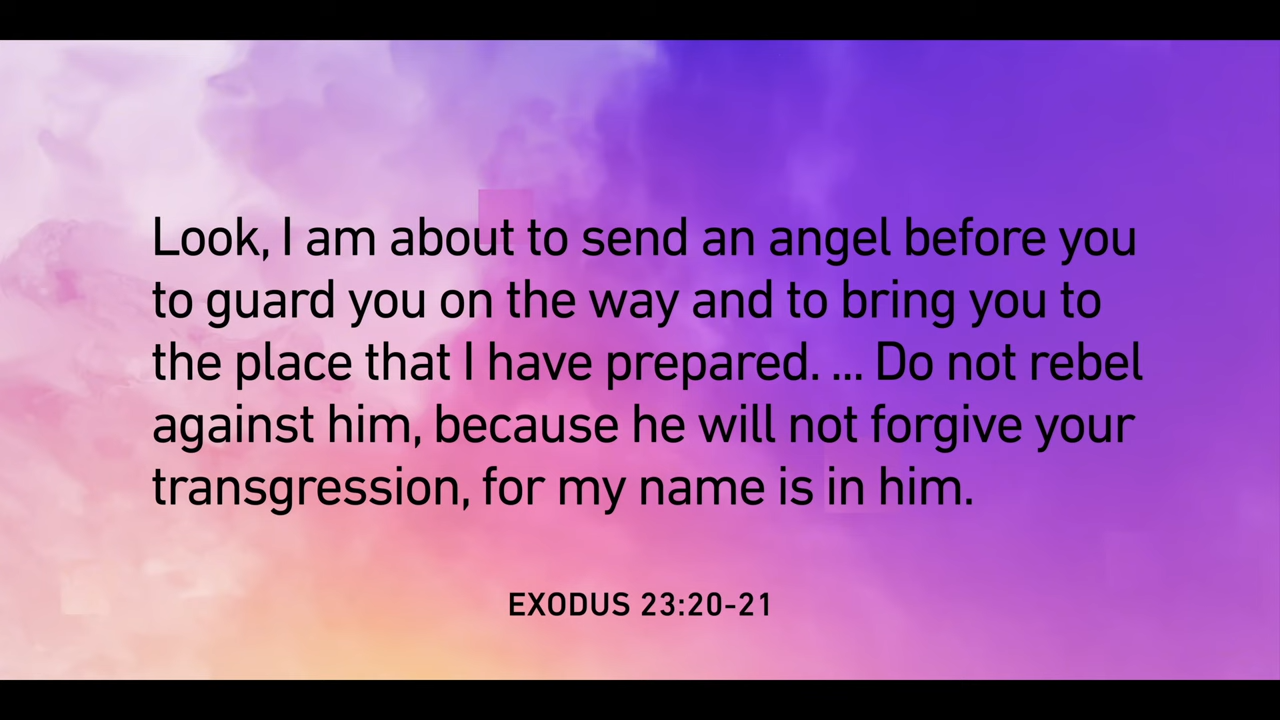 Look, I am about to send an angel before you
to guard you on the way and to bring you to
the place that I have prepared. ... Do not rebel
against him, because he will not forgive your
transgression, for my name is in him.
EXODUS 23:20-21